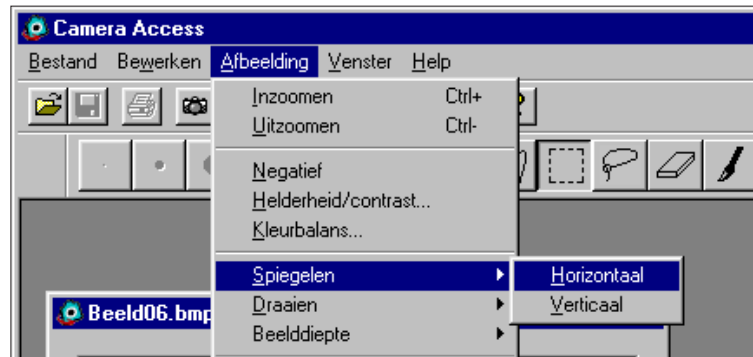 Camera Access
Bestand Bewerken Afbeelding Venster Help
Inzoomen Ctrl+
Uitzoomen Ctrl-
Negatief
Helderheid/contrast...
Kleurbalans...
Spiegelen
Horizontaal
Draaien
Verticaal
Beelddiepte
Beeld06.bmp